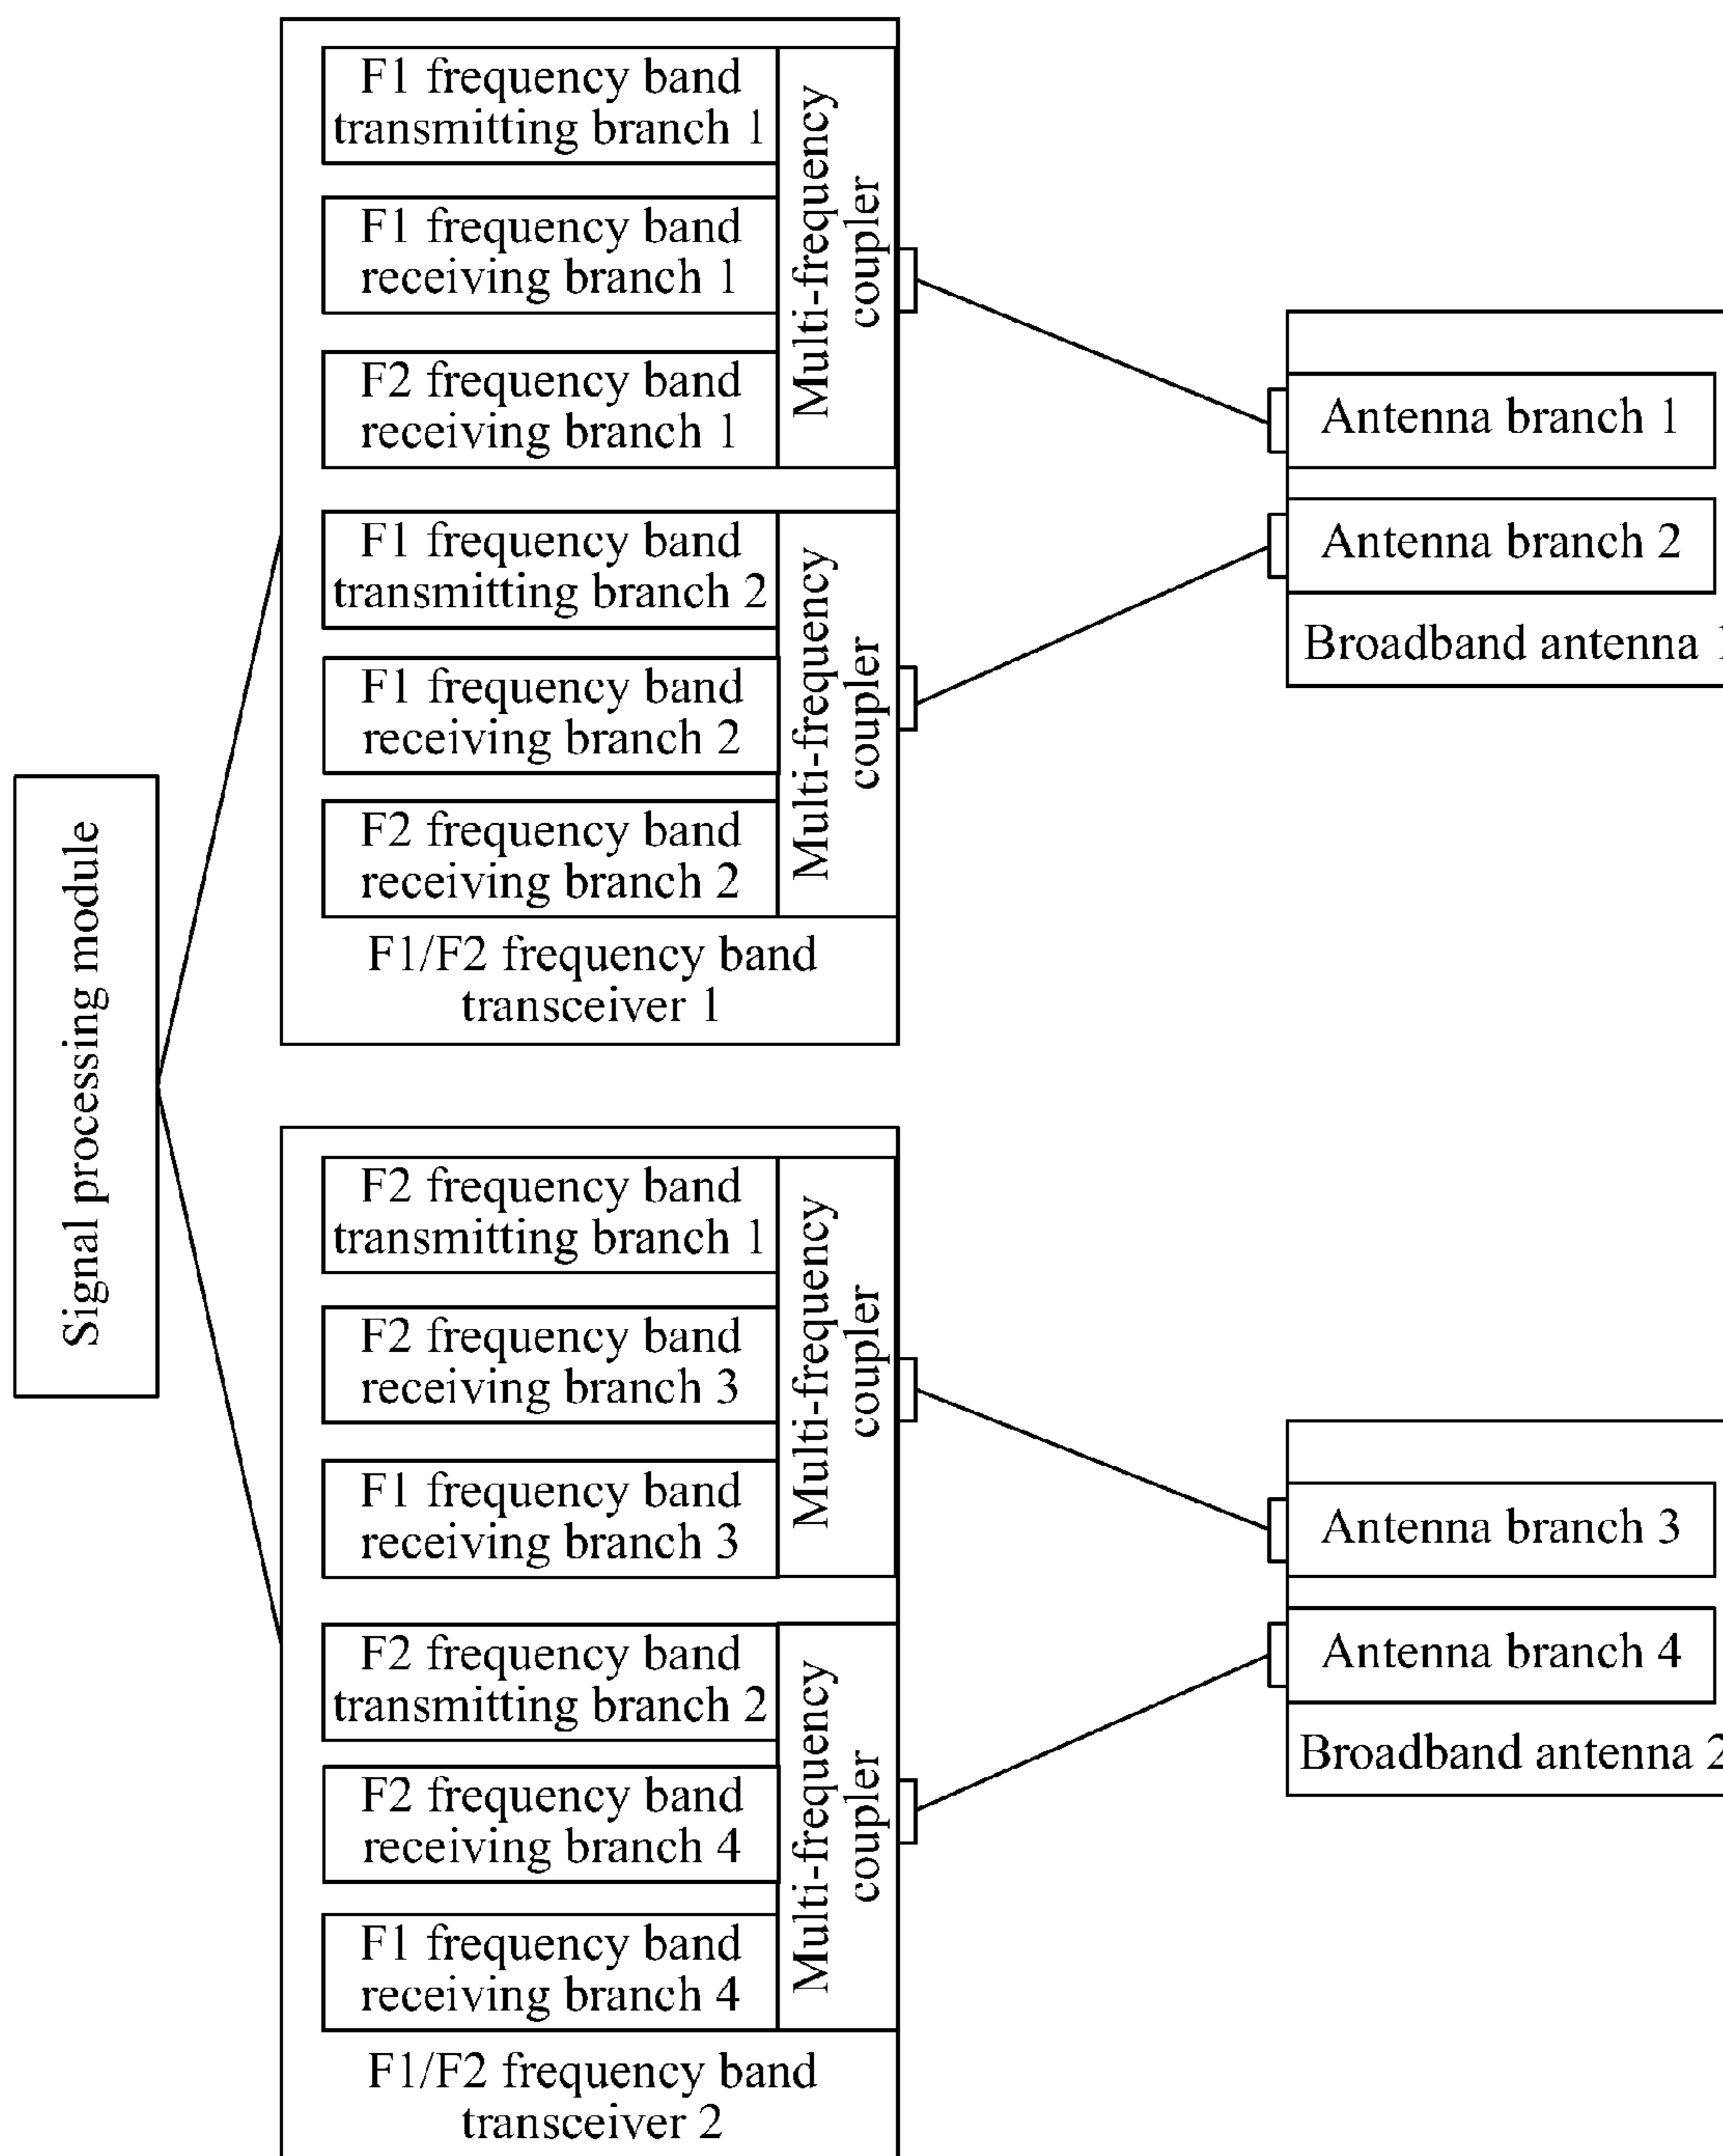 Signal processing module
F1 frequency band
transmitting branch 1
F1 frequency band
receiving branch 1
F2 frequency band
receiving branch 1
Multi-frequency
coupler
F1 frequency band
transmitting branch 2
F1 frequency band
receiving branch 2
F2 frequency band
receiving branch 2
Multi-frequency
coupler
F1/F2 frequency band
transceiver 1
Antenna branch 1
Antenna branch 2
Broadband antenna 1
F2 frequency band
transmitting branch 1
F2 frequency band
receiving branch 3
F1 frequency band
receiving branch 3
Multi-frequency
coupler
F2 frequency band
transmitting branch 2
F2 frequency band
receiving branch 4
F1 frequency band
receiving branch 4
Multi-frequency
coupler
F1/F2 frequency band
transceiver 2
Antenna branch 3
Antenna branch 4
Broadband antenna 2